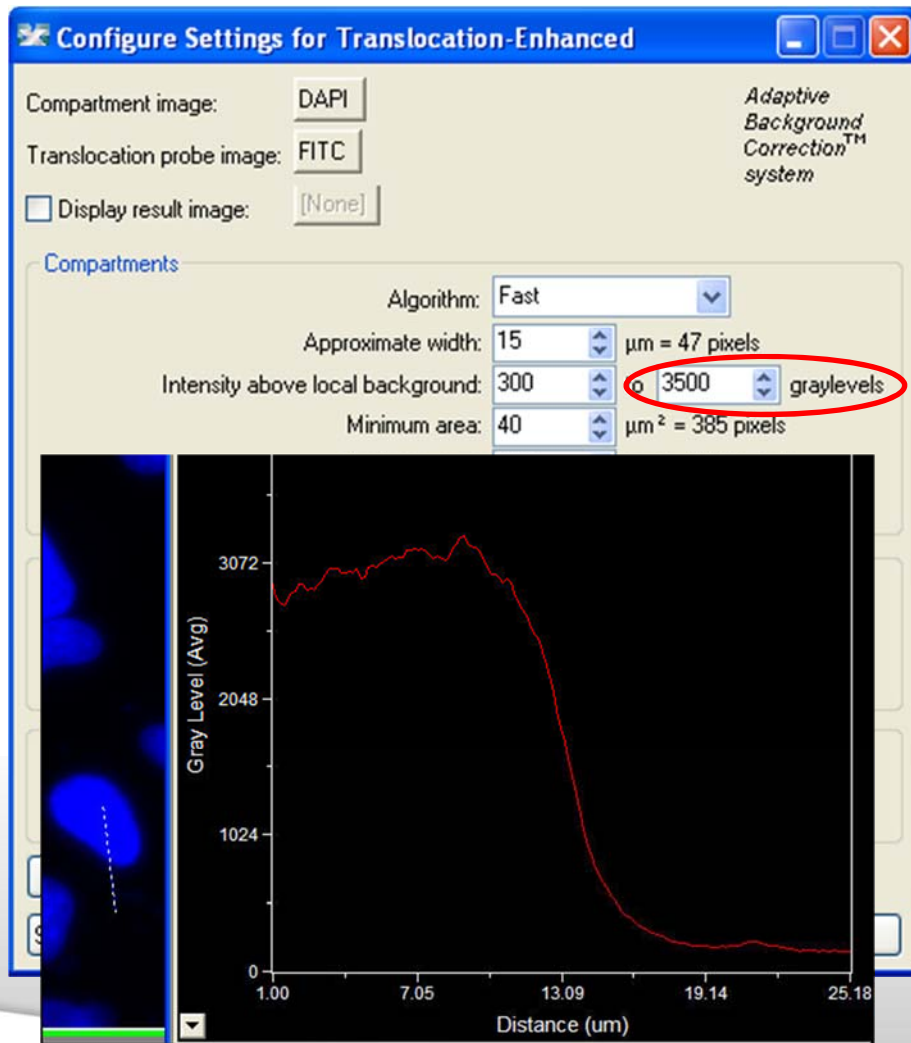 Configure Settings for Translocation-Enhanced
Compartment image: DAPI
Translocation probe image: FITC
Display result image: [None]
Adaptive
Background
Correction™
system
Compartments
Algorithm: Fast
Approximate width: 15 µm = 47 pixels
Intensity above local background: 300 o 3500 graylevels
Minimum area: 40 µm² = 385 pixels
Gray Level (Avg)
3072
2048
1024
0
1.00 7.05 13.09 19.14 25.18
Distance (um)